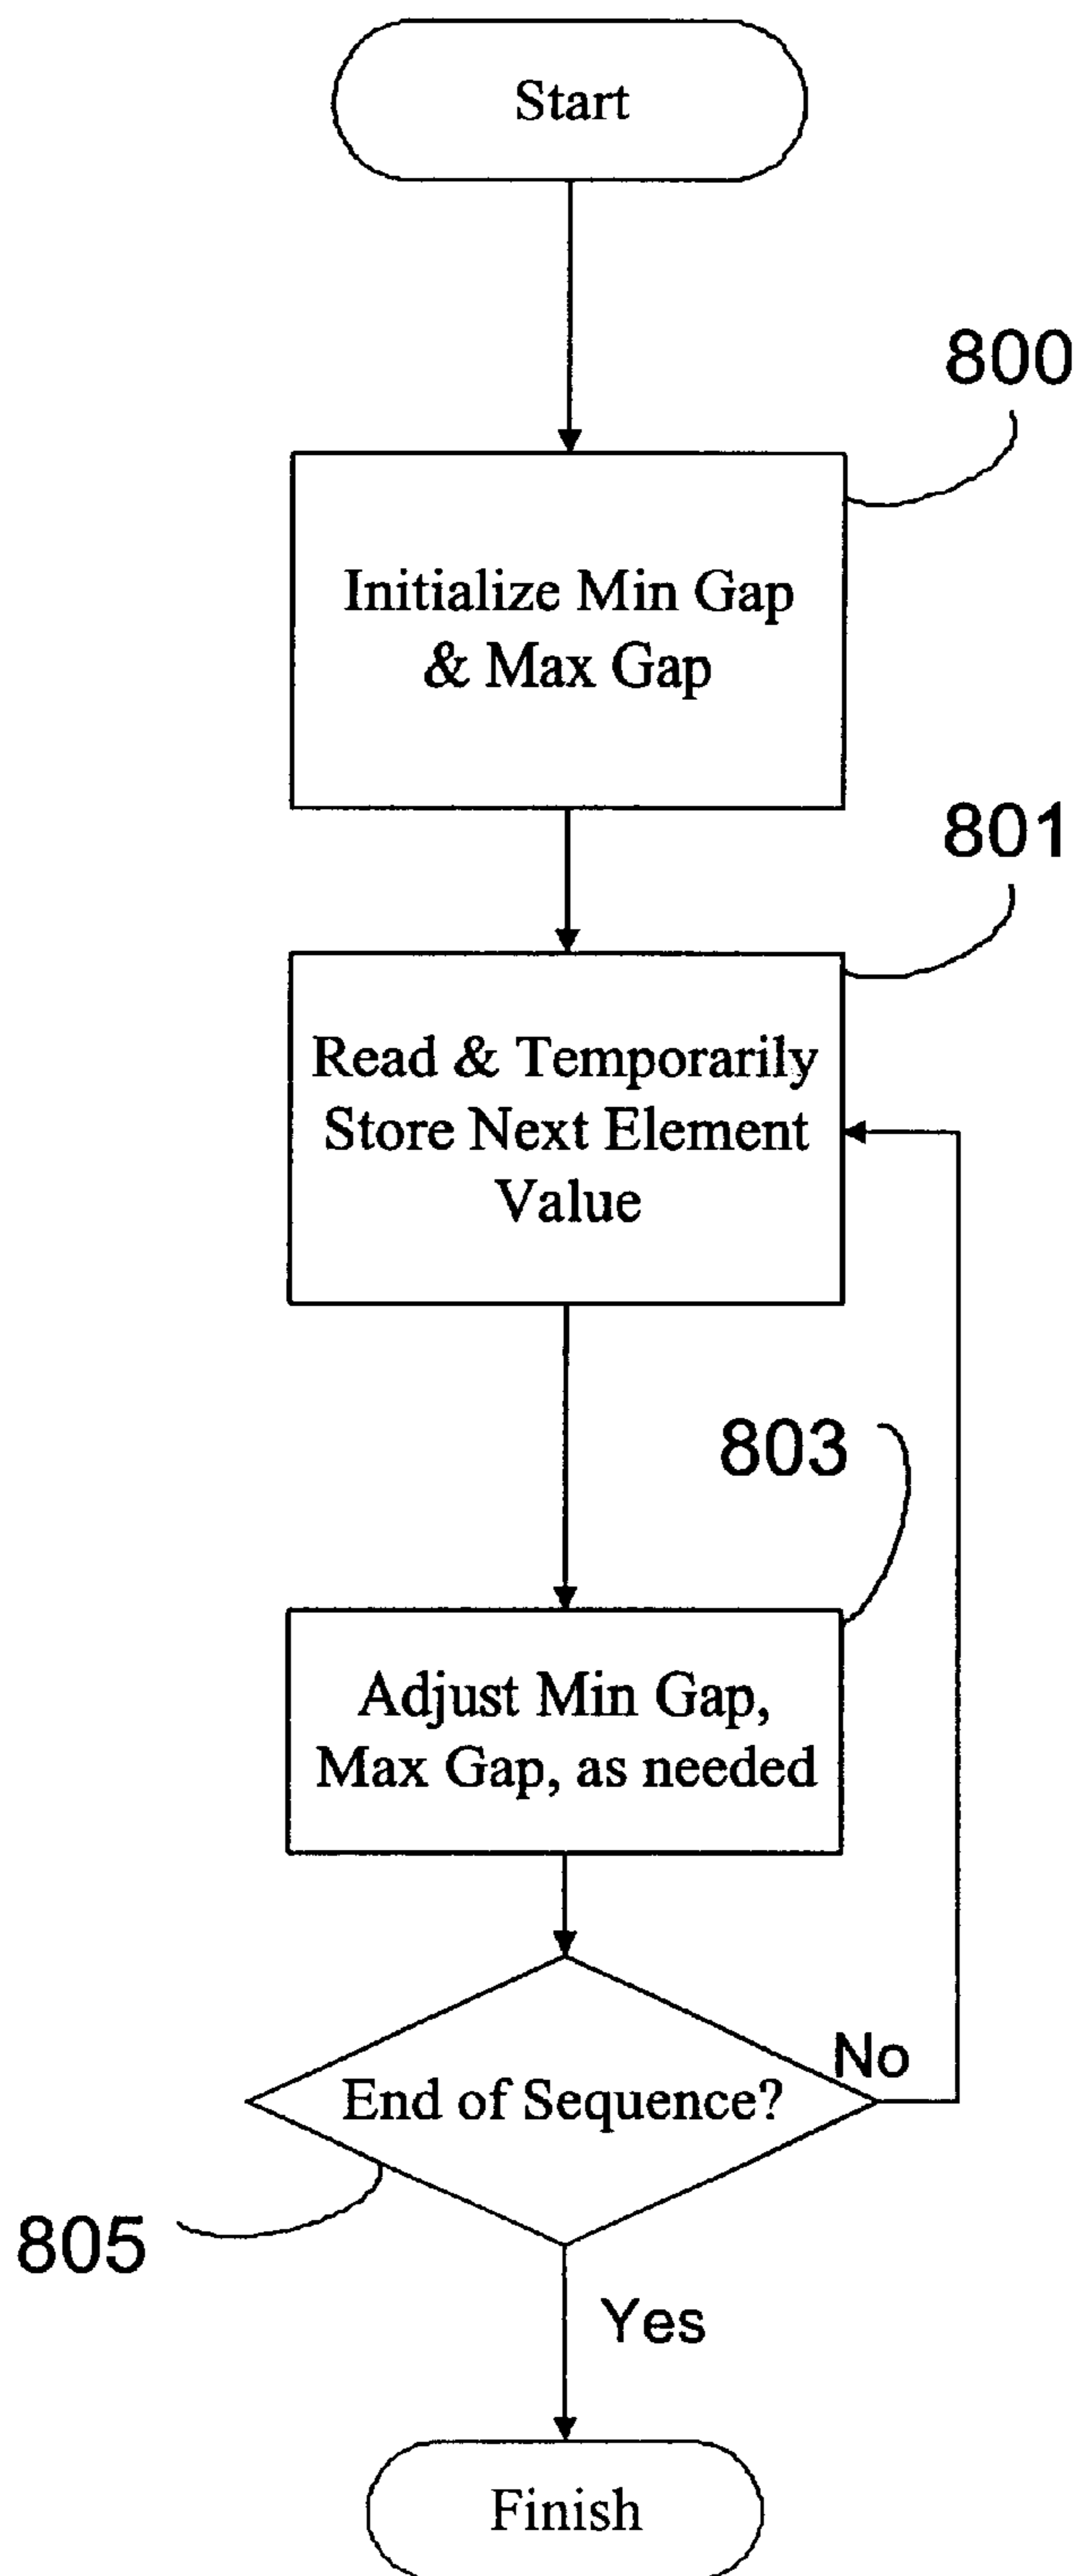 Start
800
Initialize Min Gap
& Max Gap
801
Read & Temporarily
Store Next Element
Value
803
Adjust Min Gap,
Max Gap, as needed
No
End of Sequence?
805
Yes
Finish